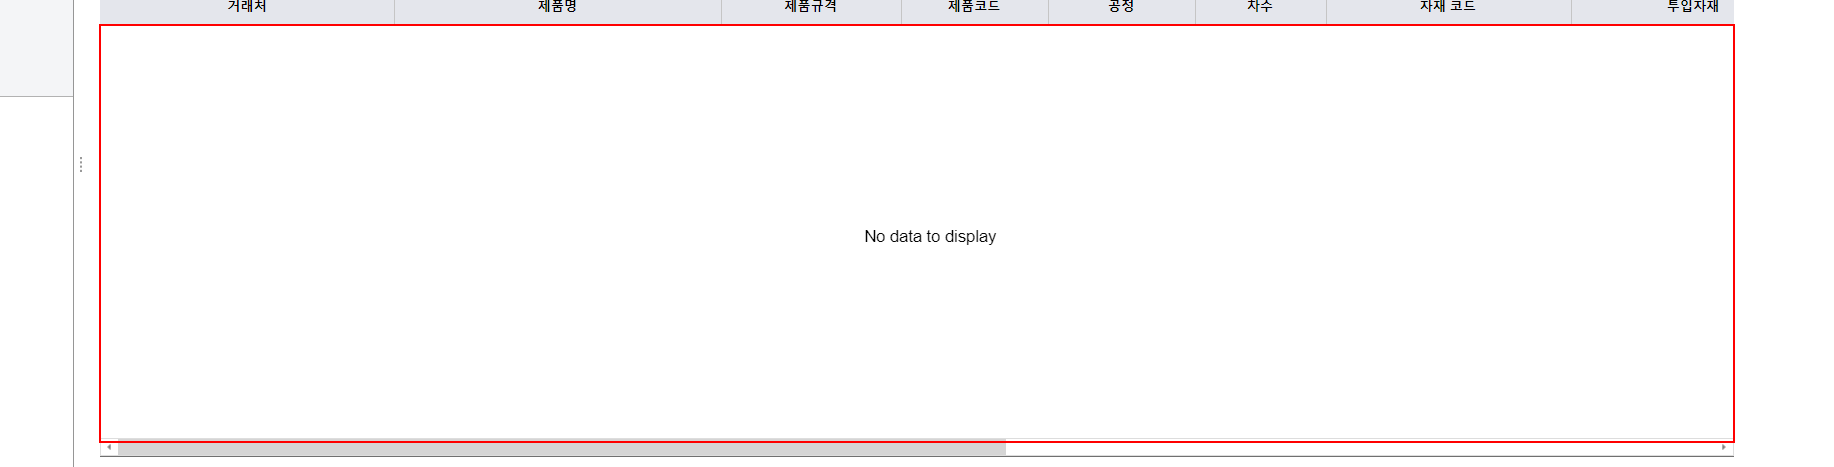 거래처 제품명 제품규격 제품코드 공정 차수 자재 코드 투입자재
No data to display